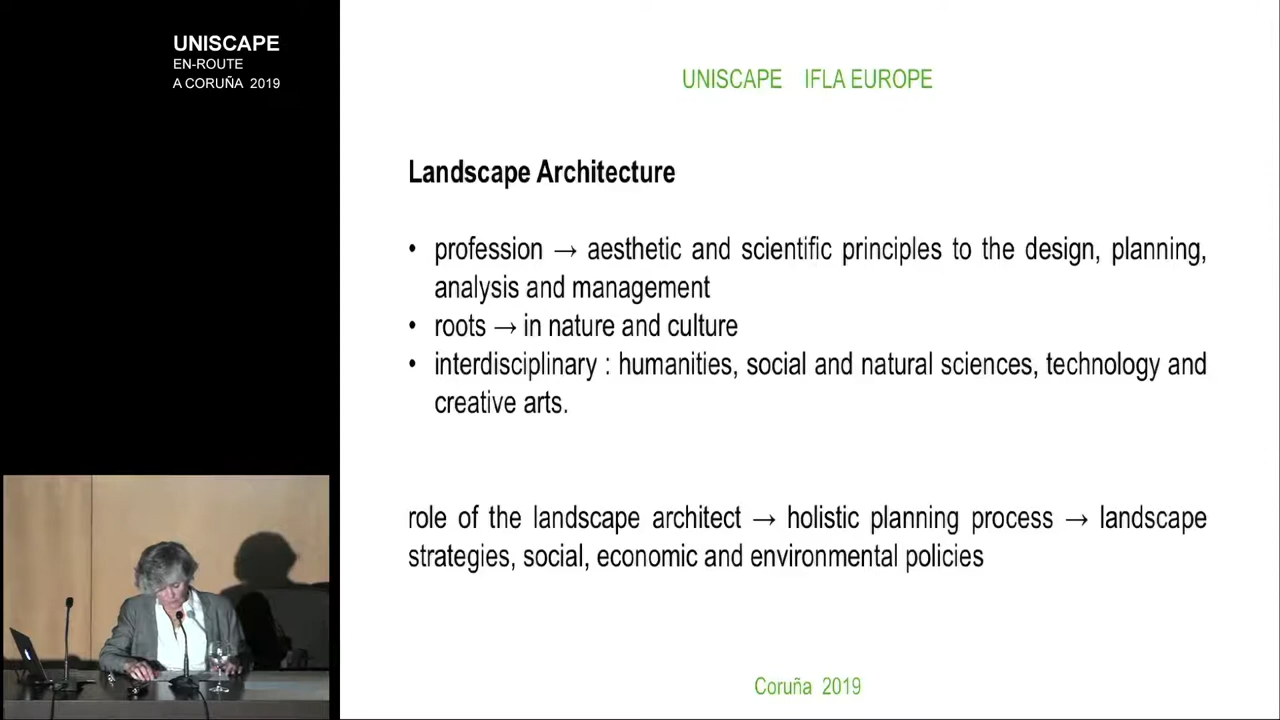 UNISCAPE
EN-ROUTE
A CORUÑA 2019
UNISCAPE IFLA EUROPE
Landscape Architecture
• profession → aesthetic and scientific principles to the design, planning,
analysis and management
• roots → in nature and culture
• interdisciplinary : humanities, social and natural sciences, technology and
creative arts.
role of the landscape architect → holistic planning process → landscape
strategies, social, economic and environmental policies
Coruña 2019